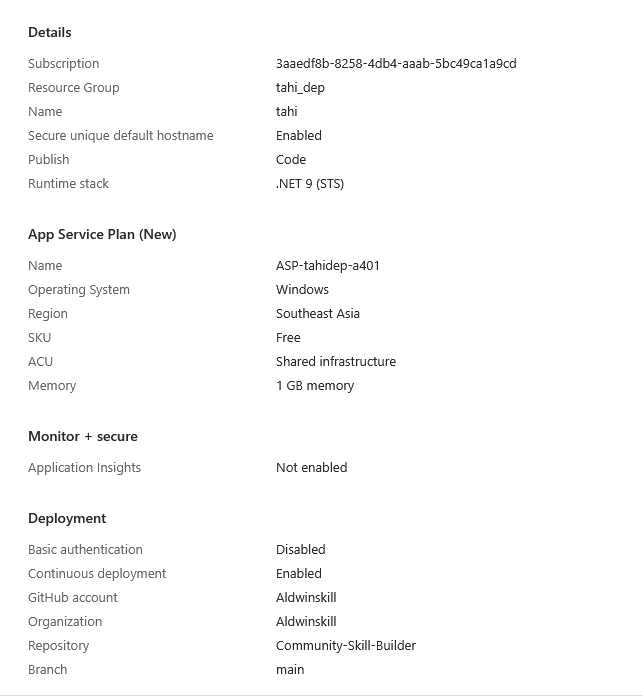 Details
Subscription 3aaedf8b-8258-4db4-aaab-5bc49ca1a9cd
Resource Group tahi_dep
Name tahi
Secure unique default hostname Enabled
Publish Code
Runtime stack .NET 9 (STS)
App Service Plan (New)
Name ASP-tahidep-a401
Operating System Windows
Region Southeast Asia
SKU Free
ACU Shared infrastructure
Memory 1 GB memory
Monitor + secure
Application Insights Not enabled
Deployment
Basic authentication Disabled
Continuous deployment Enabled
GitHub account Aldwinskill
Organization Aldwinskill
Repository Community-Skill-Builder
Branch main